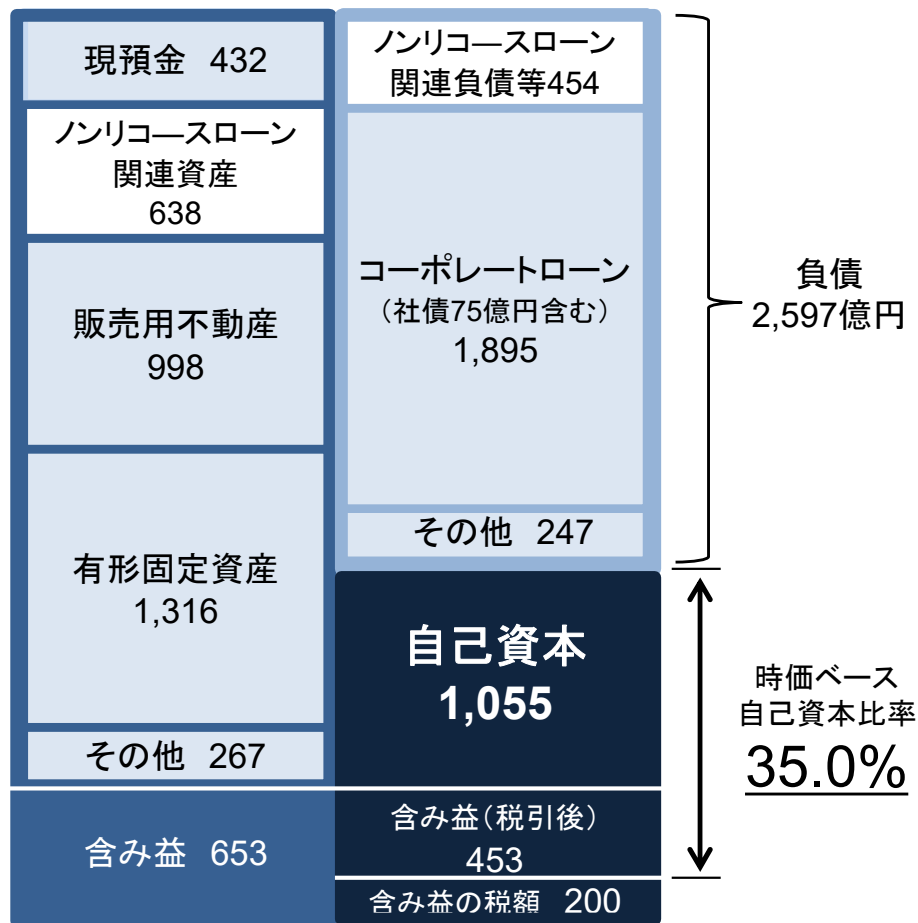 現預金 432
ノンリコ―スローン
関連資産
638
販売用不動産
998
有形固定資産
1,316
その他 267
含み益 653
ノンリコ―スローン
関連負債等454
コーポレートローン
（社債75億円含む）
1,895
その他 247
自己資本
1,055
含み益（税引後）
453
含み益の税額 200
負債
2,597億円
時価ベース
自己資本比率
35.0%